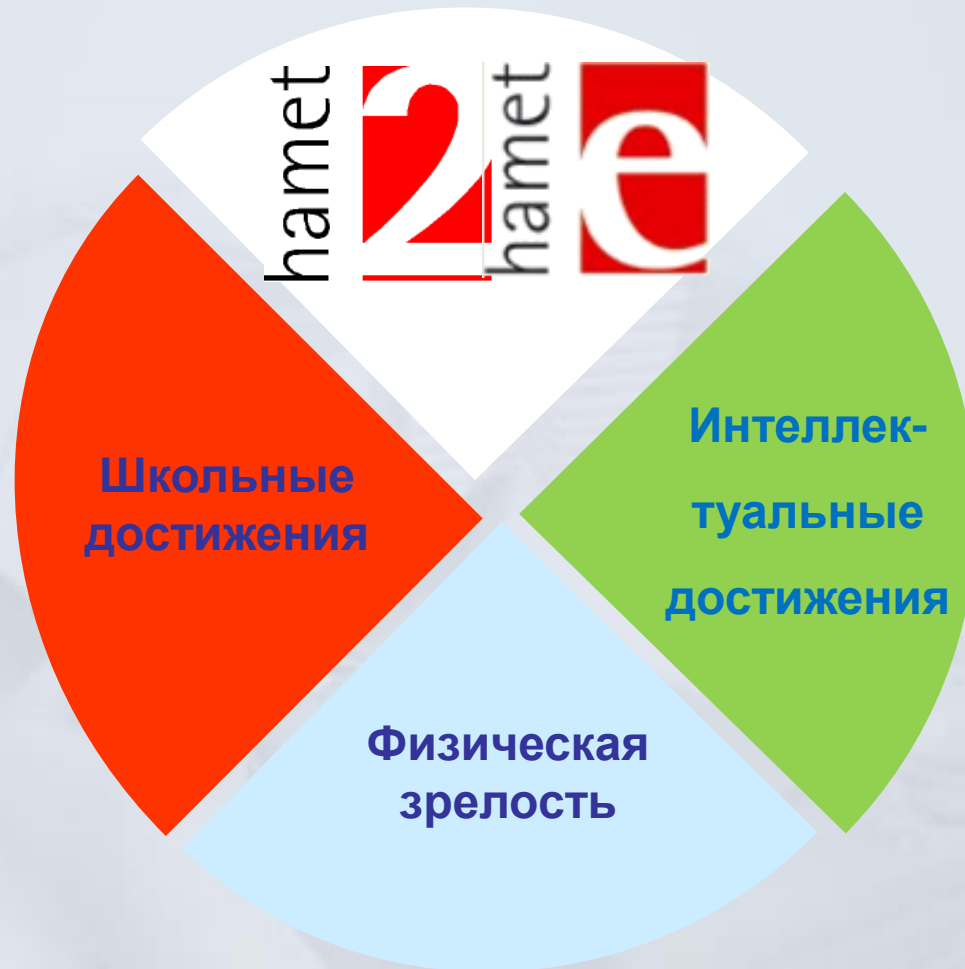 hamet 2 hamet e
Школьные
достижения
Интеллек-
туальные
достижения
Физическая
зрелость